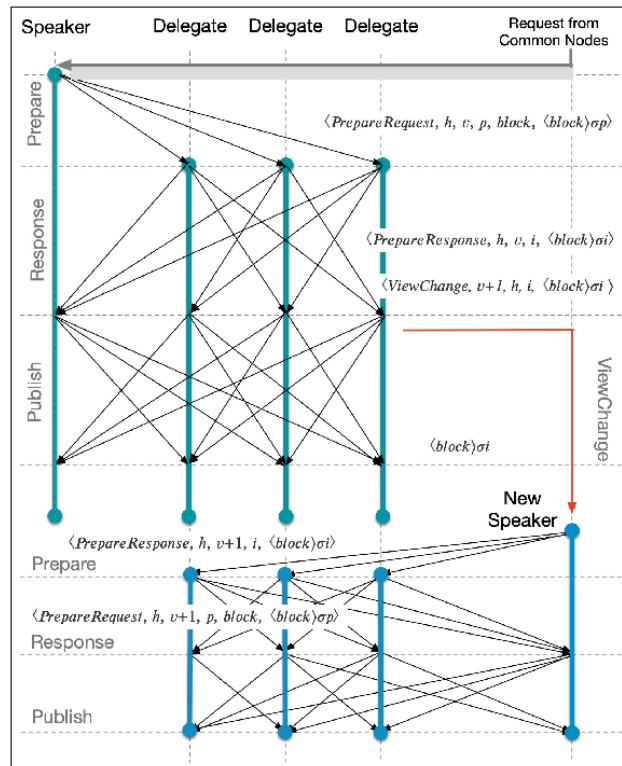 Speaker
Delegate
Delegate
Delegate
Request from
Common Nodes
Prepare
⟨PrepareRequest, h, v, p, block, ⟨block⟩σp⟩
Response
⟨PrepareResponse, h, v, i, ⟨block⟩σi⟩
⟨ViewChange, v+1, h, i, ⟨block⟩σi ⟩
Publish
ViewChange
⟨block⟩σi
New
Speaker
⟨PrepareResponse, h, v+1, i, ⟨block⟩σi⟩
Prepare
⟨PrepareRequest, h, v+1, p, block, ⟨block⟩σp⟩
Response
Publish